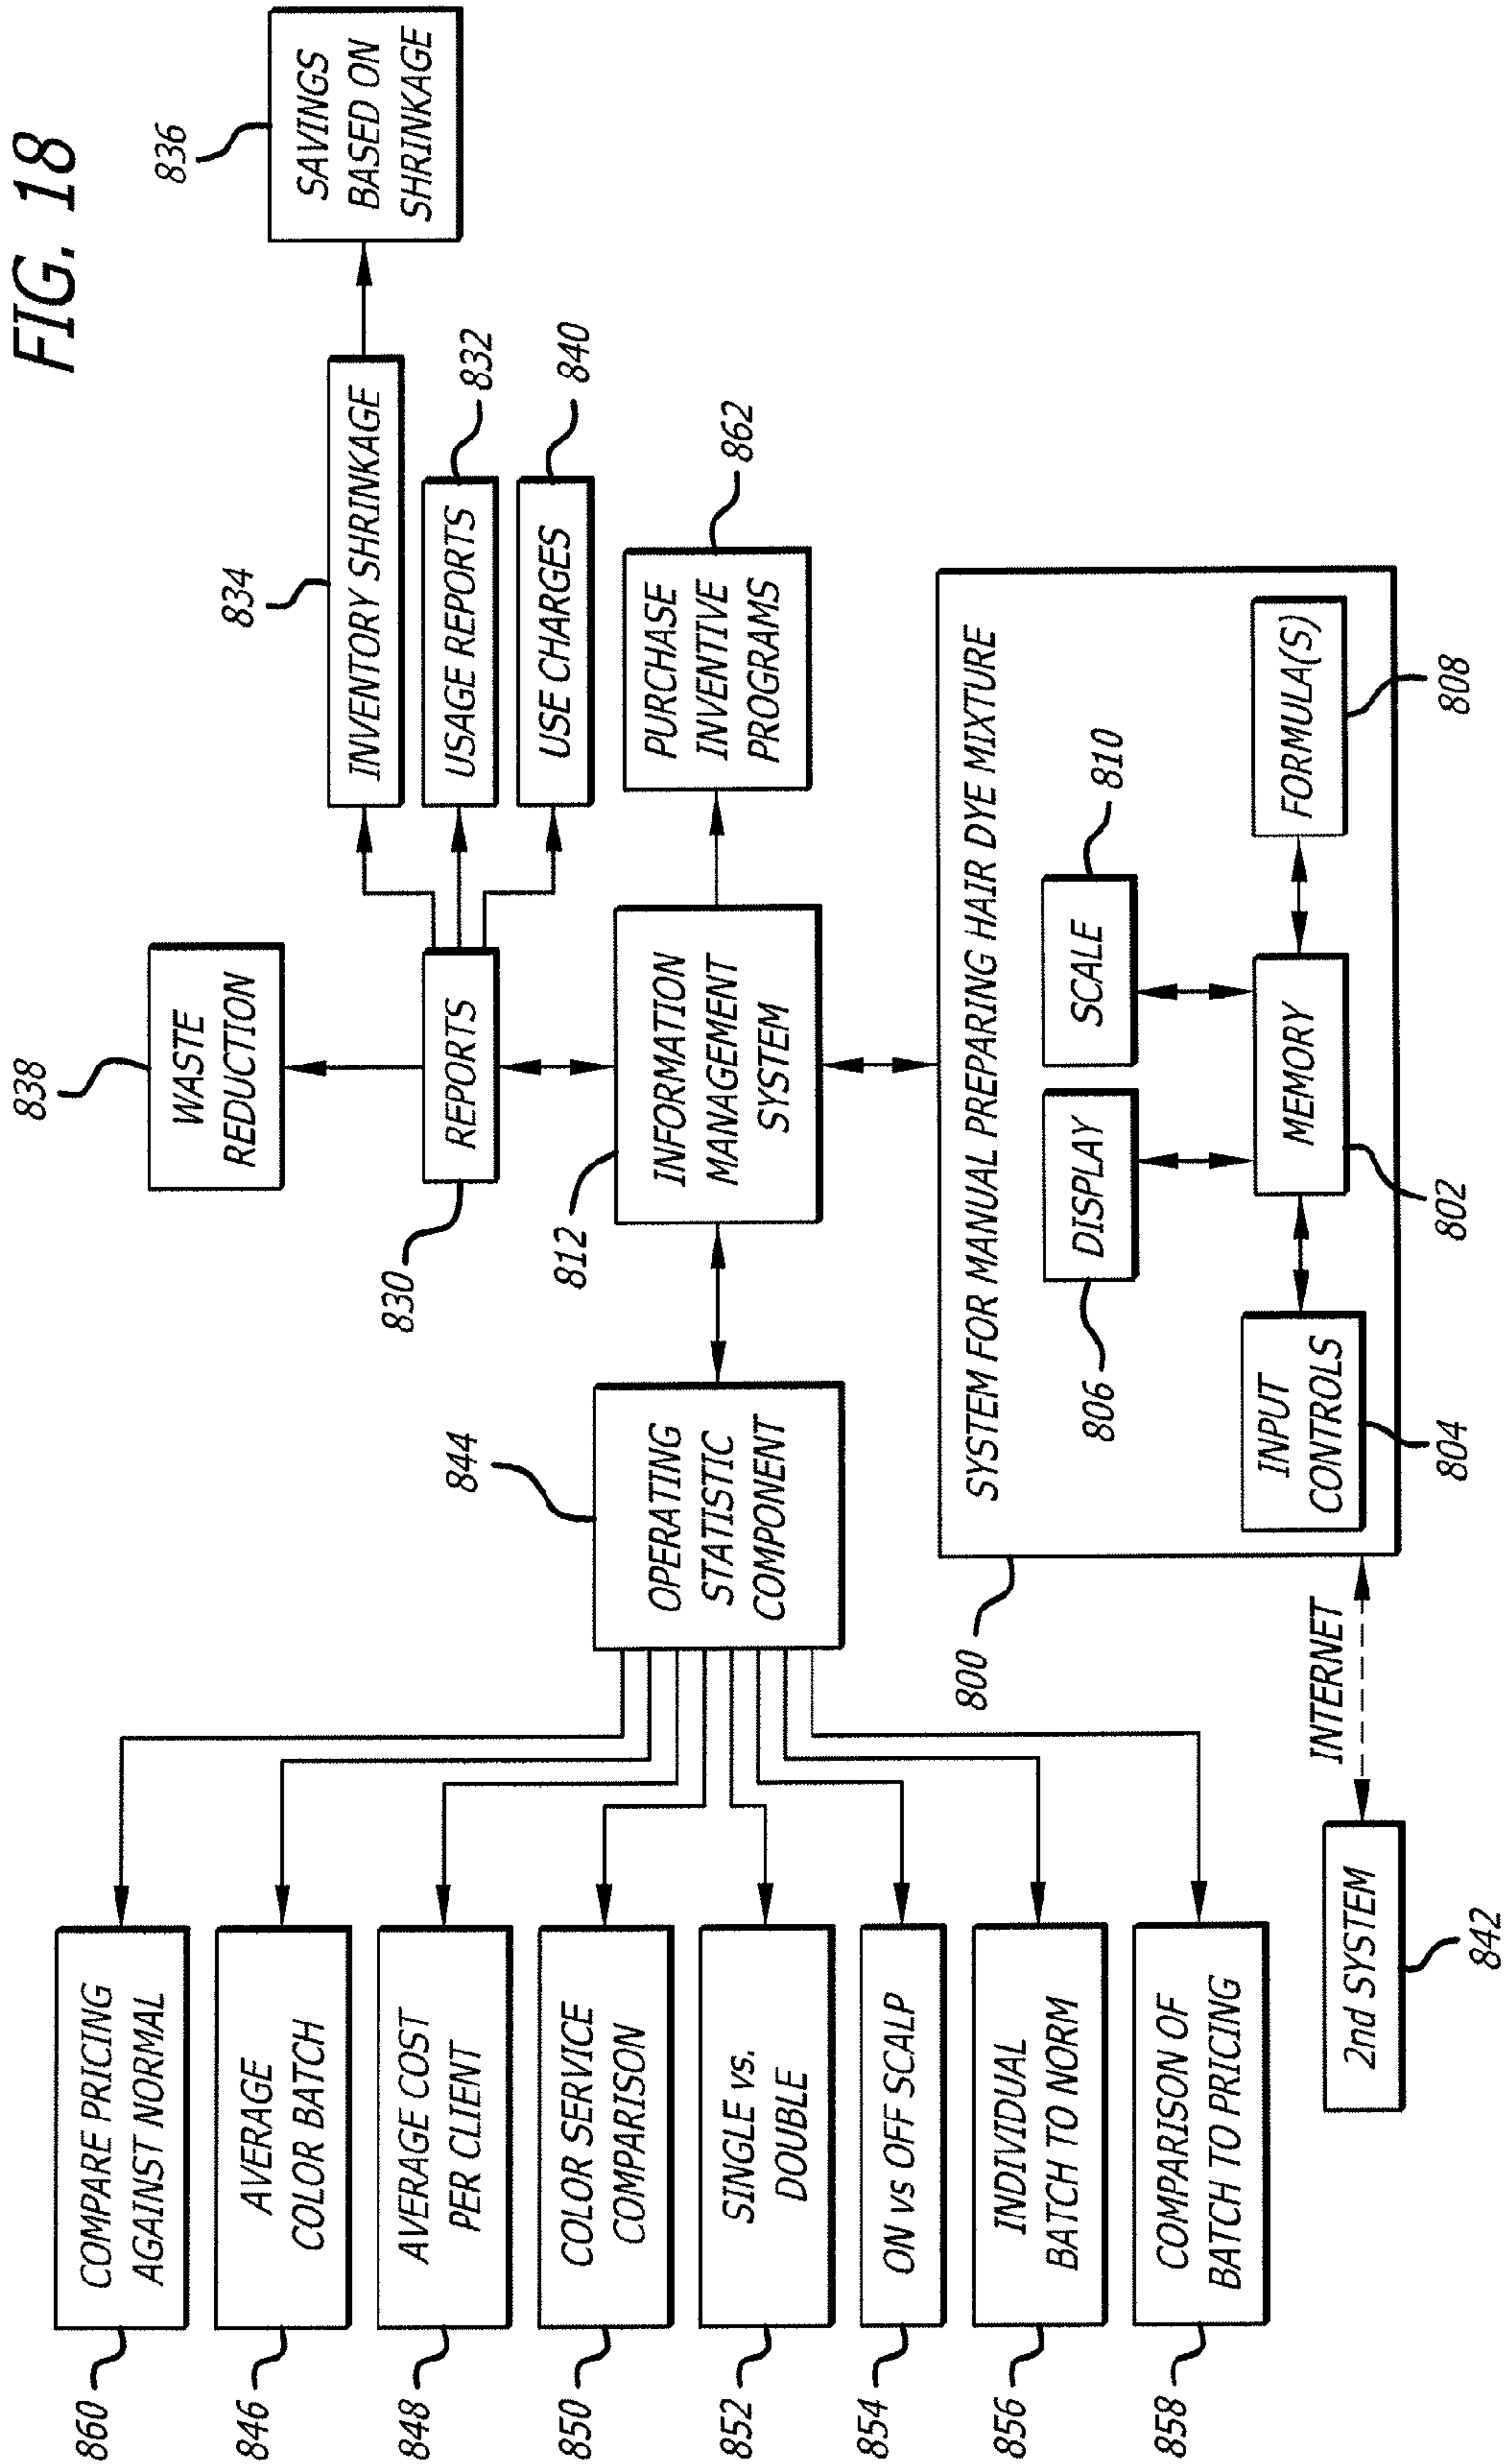 FIG. 18
836
SAVINGS
BASED ON
SHRINKAGE
834
INVENTORY SHRINKAGE
832
USAGE REPORTS
840
USE CHARGES
838
WASTE
REDUCTION
REPORTS
830
862
PURCHASE
INVENTIVE
PROGRAMS
INFORMATION
MANAGEMENT
SYSTEM
812
844
OPERATING
STATISTIC
COMPONENT
860
COMPARE PRICING
AGAINST NORMAL
846
AVERAGE
COLOR BATCH
848
AVERAGE COST
PER CLIENT
850
COLOR SERVICE
COMPARISON
852
SINGLE vs.
DOUBLE
854
ON vs OFF SCALP
856
INDIVIDUAL
BATCH TO NORM
858
COMPARISON OF
BATCH TO PRICING
SYSTEM FOR MANUAL PREPARING HAIR DYE MIXTURE
800
806
DISPLAY
SCALE
810
INPUT
CONTROLS
804
MEMORY
802
FORMULA(S)
808
INTERNET
2nd SYSTEM
842